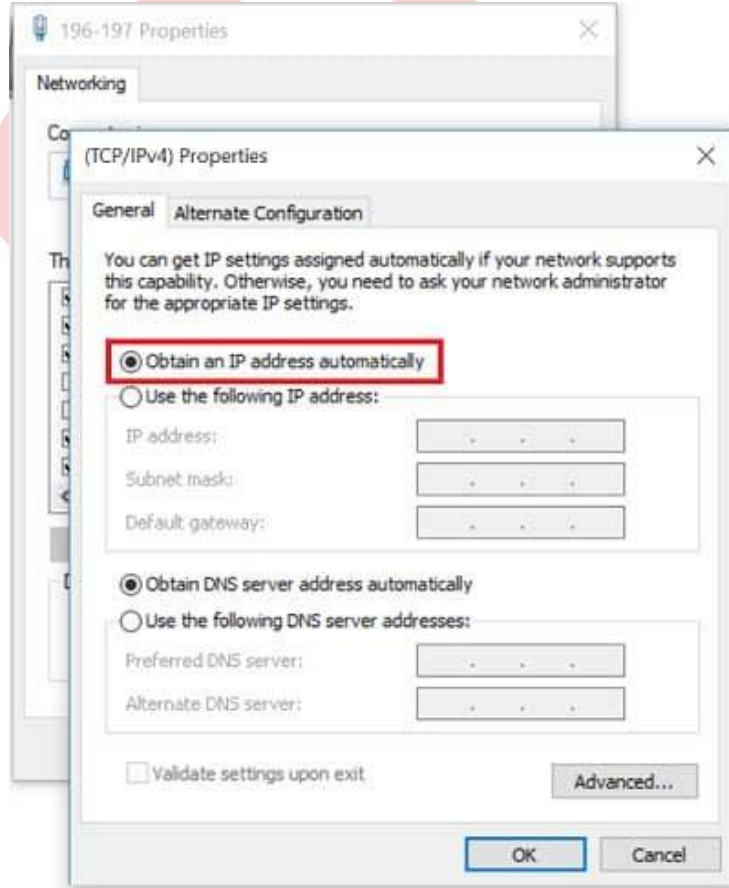 196-197 Properties
Networking
(TCP/IPv4) Properties
General Alternate Configuration
You can get IP settings assigned automatically if your network supports
this capability. Otherwise, you need to ask your network administrator
for the appropriate IP settings.
Obtain an IP address automatically
Use the following IP address:
IP address:
Subnet mask:
Default gateway:
Obtain DNS server address automatically
Use the following DNS server addresses:
Preferred DNS server:
Alternate DNS server:
Validate settings upon exit
Advanced...
OK Cancel